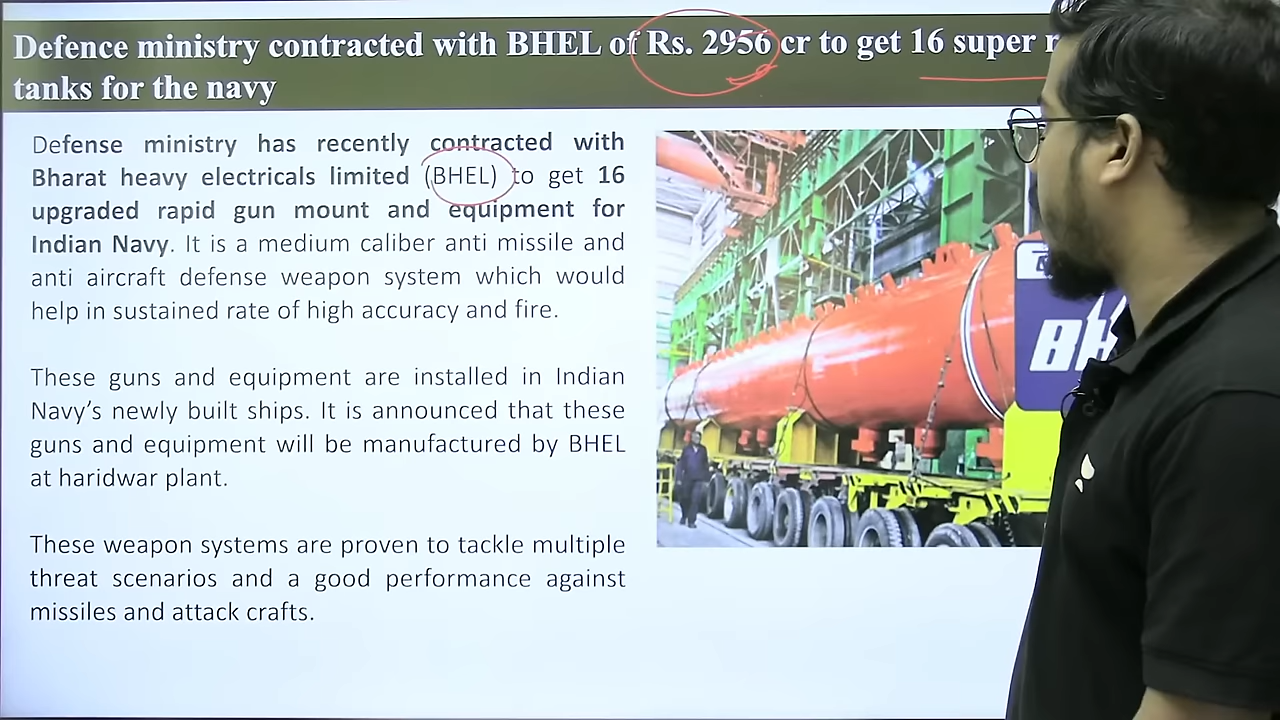 Defence ministry contracted with BHEL of Rs. 2956 cr to get 16 super
tanks for the navy
Defense ministry has recently contracted with
Bharat heavy electricals limited (BHEL) to get 16
upgraded rapid gun mount and equipment for
Indian Navy. It is a medium caliber anti missile and
anti aircraft defense weapon system which would
help in sustained rate of high accuracy and fire.
These guns and equipment are installed in Indian
Navy's newly built ships. It is announced that these
guns and equipment will be manufactured by BHEL
at haridwar plant.
These weapon systems are proven to tackle multiple
threat scenarios and a good performance against
missiles and attack crafts.